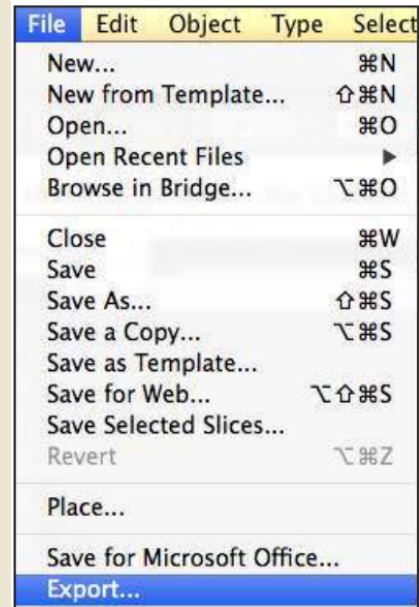 File Edit Object Type Select
New... ⌘N
New from Template... ⇧⌘N
Open... ⌘O
Open Recent Files ▶
Browse in Bridge... ⌥⌘O
Close ⌘W
Save ⌘S
Save As... ⇧⌘S
Save a Copy... ⌥⌘S
Save as Template...
Save for Web... ⌥⇧⌘S
Save Selected Slices...
Revert ⌥⌘Z
Place...
Save for Microsoft Office...
Export...